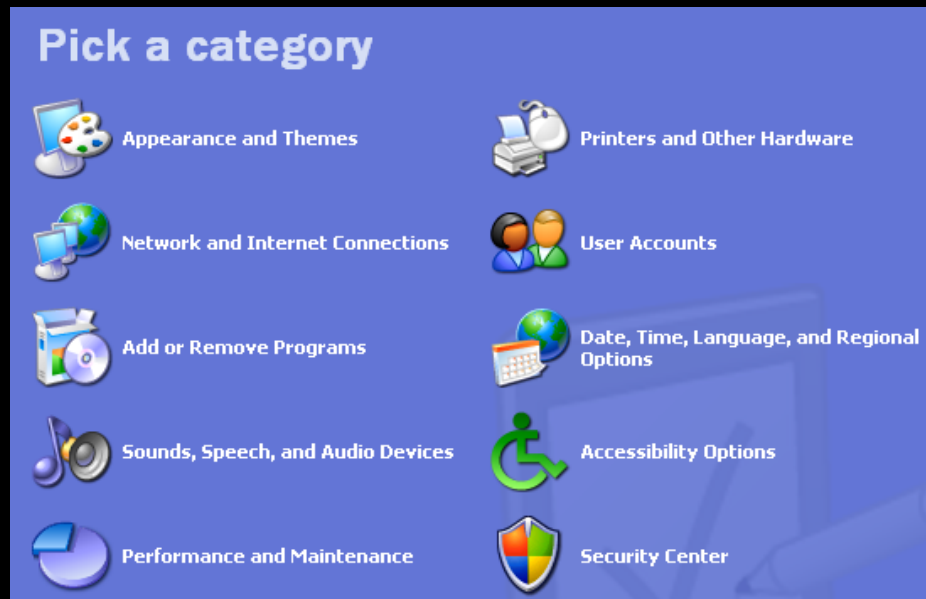 Pick a category
Appearance and Themes
Printers and Other Hardware
Network and Internet Connections
User Accounts
Add or Remove Programs
Date, Time, Language, and Regional
Options
Sounds, Speech, and Audio Devices
Accessibility Options
Performance and Maintenance
Security Center